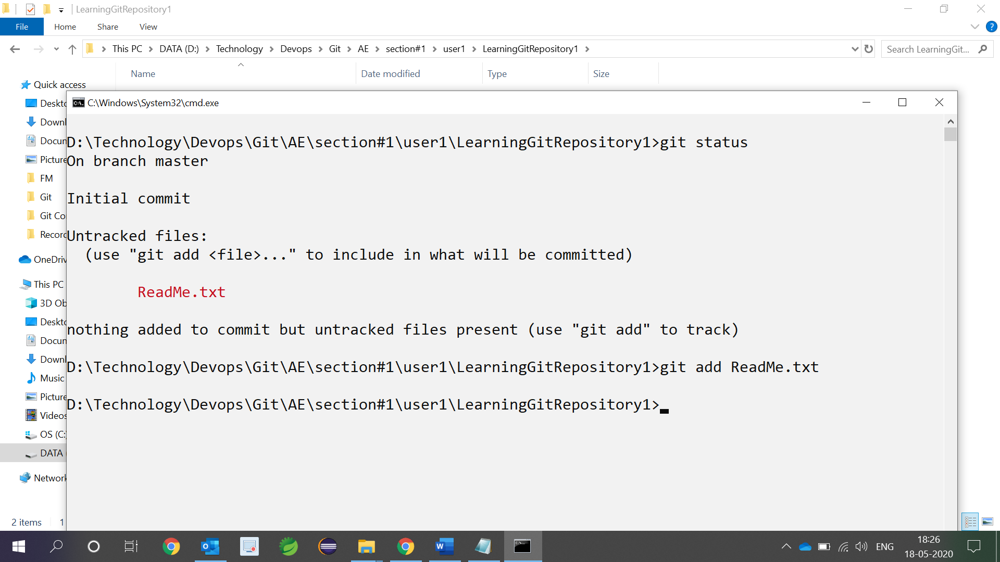 LearningGitRepository1
File Home Share View
This PC DATA (D:) Technology Devops Git AE section#1 user1 LearningGitRepository1 Search LearningGit...
Name Date modified Type Size
Quick access
Deskto
Downl
Docum
Picture
FM
Git
Git Co
Record
OneDriv
This PC
3D Ob
Deskto
Docum
Downl
Music
Picture
Videos
OS (C:)
DATA
Network
2 items 1
C:\Windows\System32\cmd.exe
D:\Technology\Devops\Git\AE\section#1\user1\LearningGitRepository1>git status
On branch master
Initial commit
Untracked files:
(use "git add <file>..." to include in what will be committed)
ReadMe.txt
nothing added to commit but untracked files present (use "git add" to track)
D:\Technology\Devops\Git\AE\section#1\user1\LearningGitRepository1>git add ReadMe.txt
D:\Technology\Devops\Git\AE\section#1\user1\LearningGitRepository1>
ENG
18:26
18-05-2020